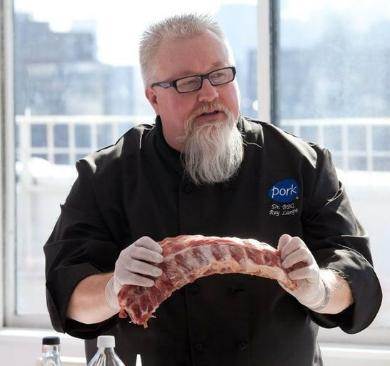 pork
Dr. BBQ
Ray Lampe